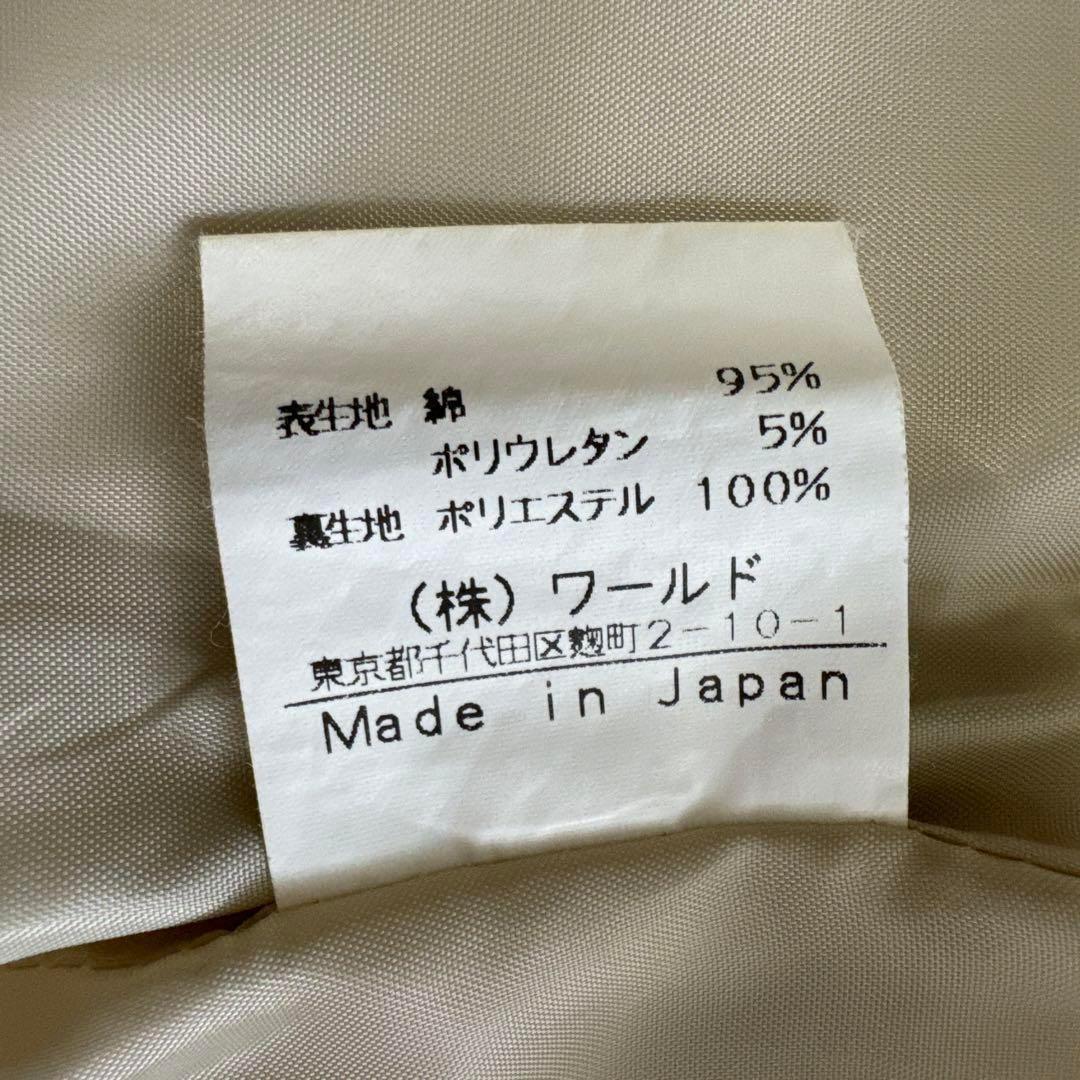 表生地 綿 95%
ポリウレタン 5%
裏生地 ポリエステル 100%
(株)ワールド
東京都千代田区麹町2-10-1
Made in Japan